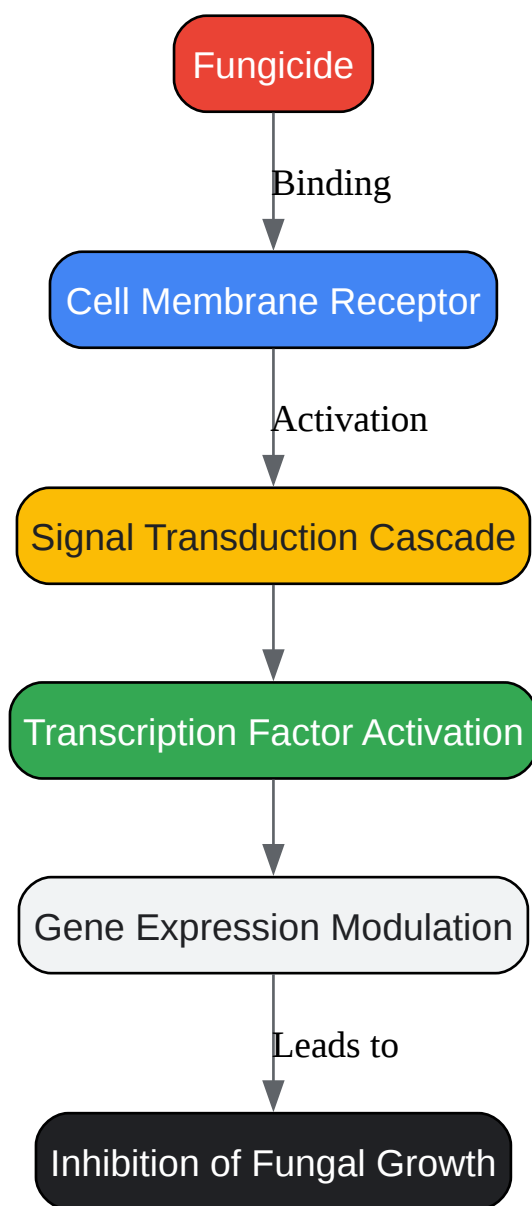 Fungicide
Binding
Cell Membrane Receptor
Activation
Signal Transduction Cascade
Transcription Factor Activation
Gene Expression Modulation
Leads to
Inhibition of Fungal Growth